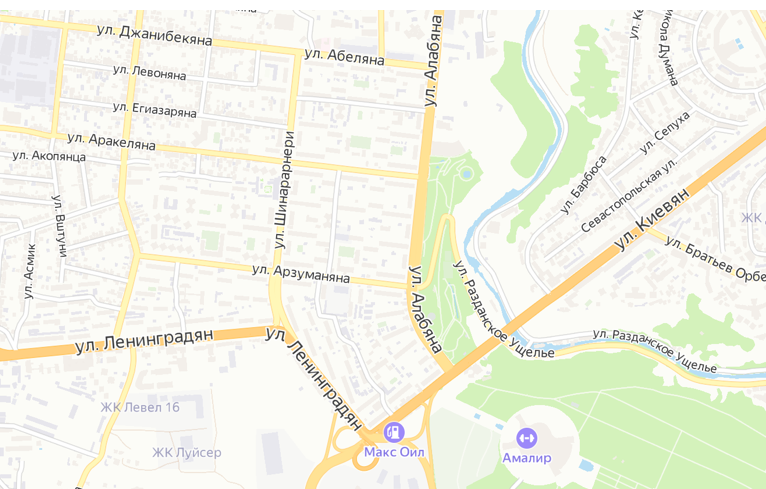 ул. Джанибекяна
ул. Абеляна
ул. Левоняна
ул. Егиазаряна
ул. Алабяна
ул. Аракеляна
ул. Акопянца
ул. Шинарарнери
ул. Вштуни
ул. Асмик
ул. Арзуманяна
ул. Ленинградян
ул. Ленинградян
ул. Алабяна
ул. Разданское Ущелье
ул. Разданское Ущелье
ул. Барбюса
ул. Сепуха
Севастопольская ул.
ул. Киевян
ул. Братьев Орбе
ЖК
ЖК Левел 16
ЖК Луйсер
Макс Оил
Амалир